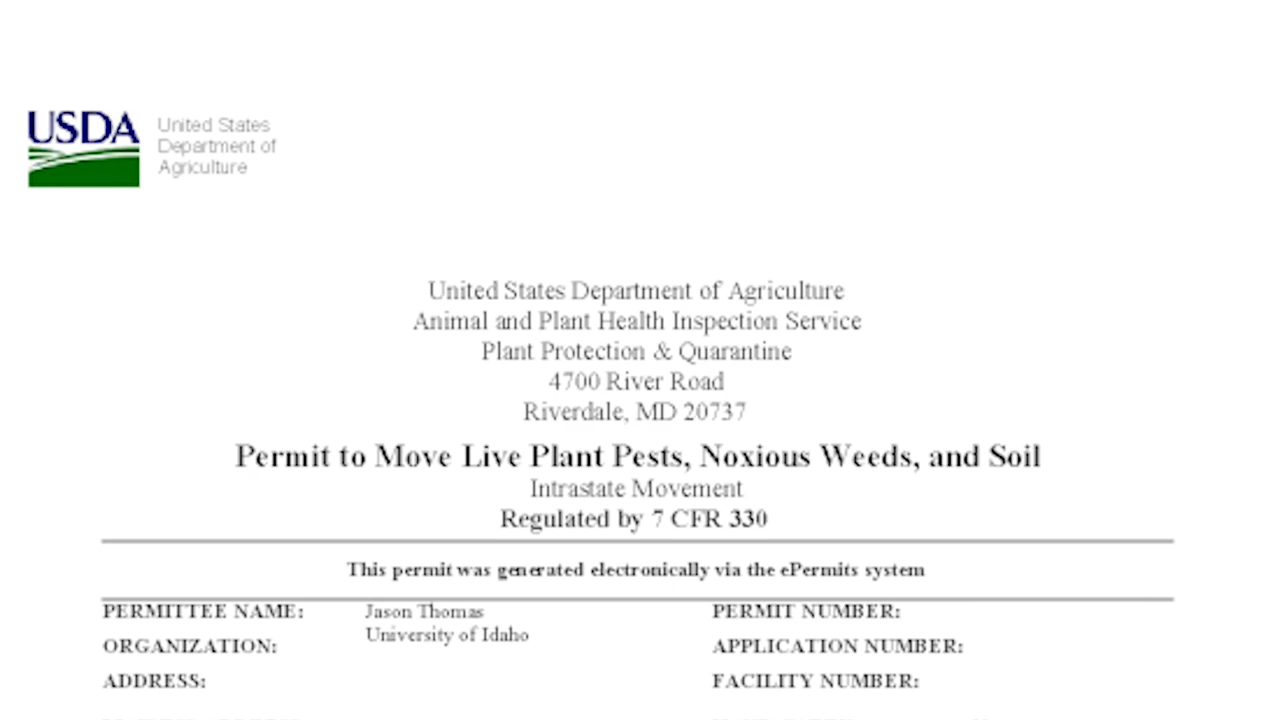 USDA
United States
Department of
Agriculture
United States Department of Agriculture
Animal and Plant Health Inspection Service
Plant Protection & Quarantine
4700 River Road
Riverdale, MD 20737
Permit to Move Live Plant Pests, Noxious Weeds, and Soil
Intrastate Movement
Regulated by 7 CFR 330
This permit was generated electronically via the ePermits system
PERMITTEE NAME: Jason Thomas PERMIT NUMBER:
University of Idaho
ORGANIZATION: APPLICATION NUMBER:
ADDRESS: FACILITY NUMBER: